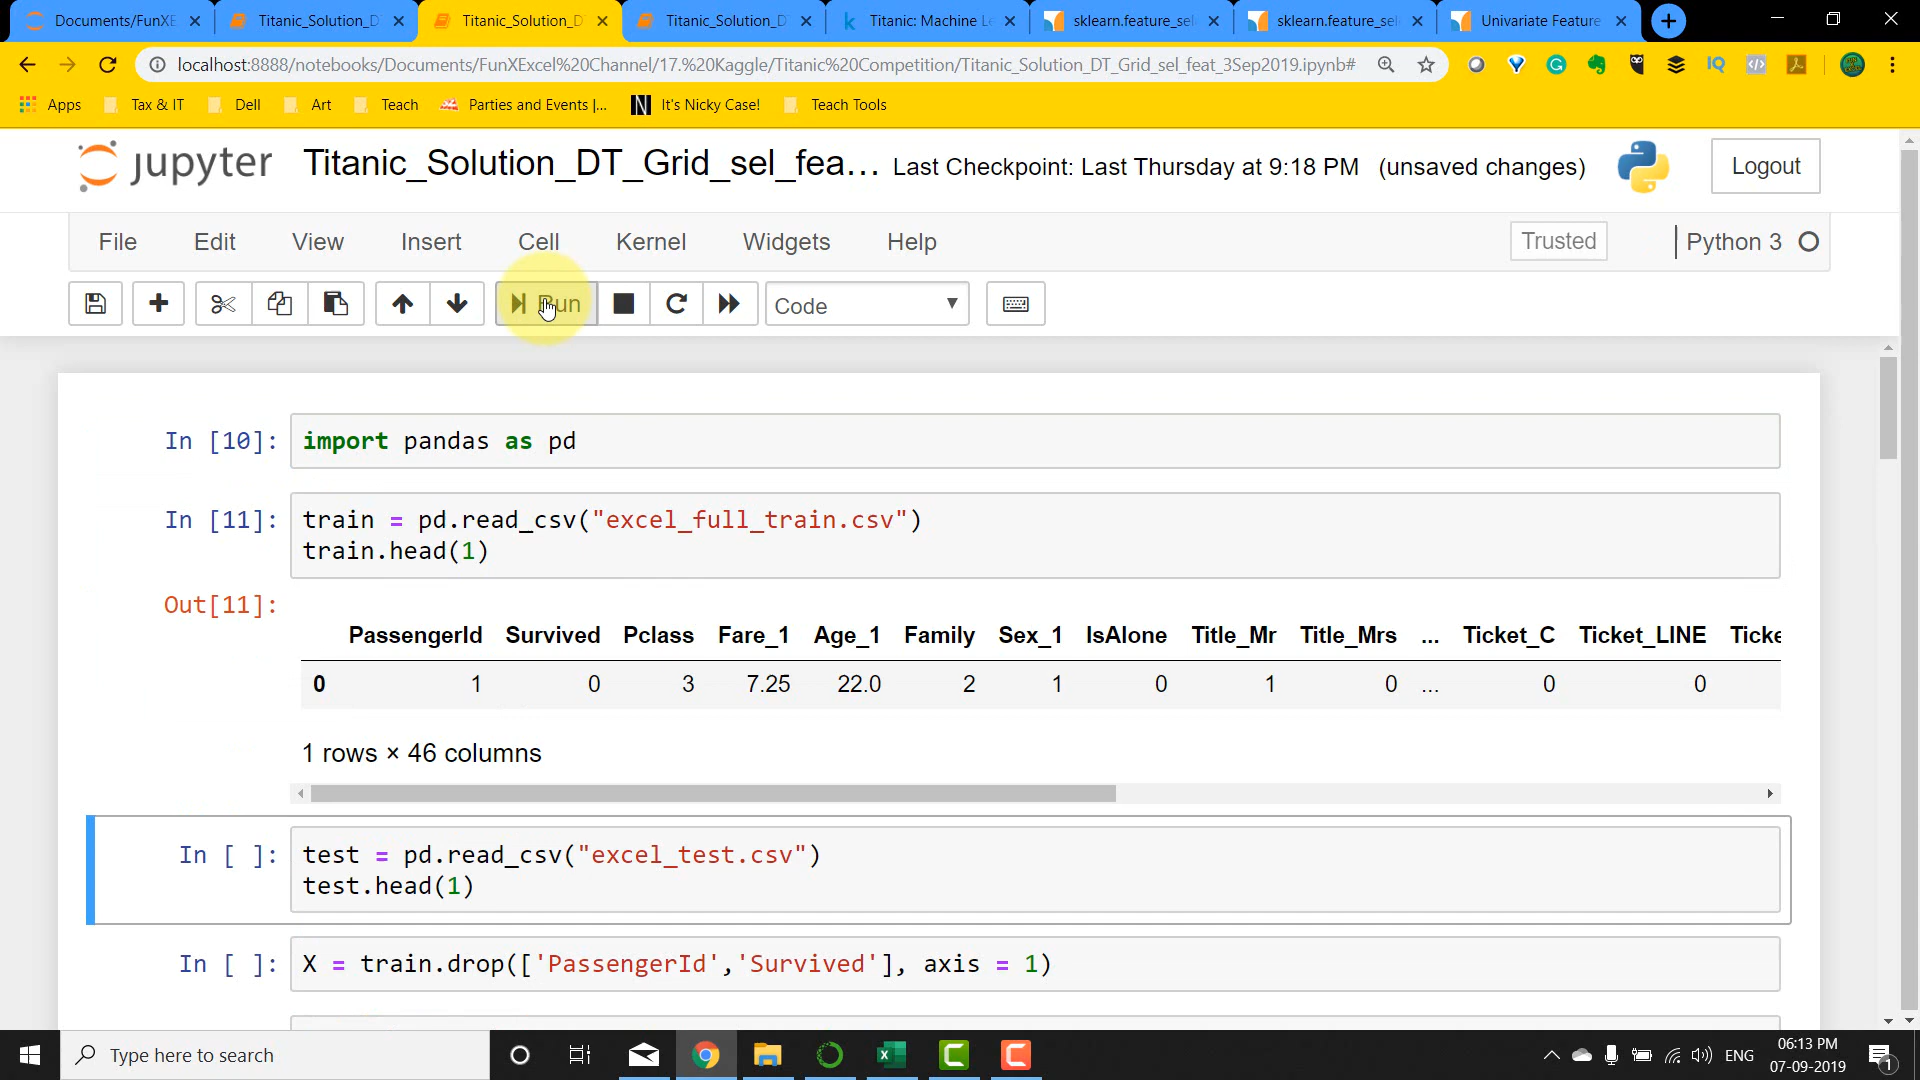 Documents/FunXE
Titanic_Solution_D
Titanic_Solution_D
Titanic_Solution_D
Titanic: Machine Le
sklearn.feature_sel
sklearn.feature_sel
Univariate Feature
localhost:8888/notebooks/Documents/FunXExcel%20Channel/17.%20Kaggle/Titanic%20Competition/Titanic_Solution_DT_Grid_sel_feat_3Sep2019.ipynb#
Apps Tax & IT Dell Art Teach Parties and Events |... It's Nicky Case! Teach Tools
jupyter Titanic_Solution_DT_Grid_sel_fea... Last Checkpoint: Last Thursday at 9:18 PM (unsaved changes) Logout
File Edit View Insert Cell Kernel Widgets Help Trusted Python 3
Run Code
In [10]: import pandas as pd
In [11]: train = pd.read_csv("excel_full_train.csv")
train.head(1)
Out[11]:
PassengerId Survived Pclass Fare_1 Age_1 Family Sex_1 IsAlone Title_Mr Title_Mrs ... Ticket_C Ticket_LINE Ticke
0 1 0 3 7.25 22.0 2 1 0 1 0 ... 0 0
1 rows × 46 columns
In [ ]: test = pd.read_csv("excel_test.csv")
test.head(1)
In [ ]: X = train.drop(['PassengerId','Survived'], axis = 1)
Type here to search
ENG
06:13 PM
07-09-2019
1